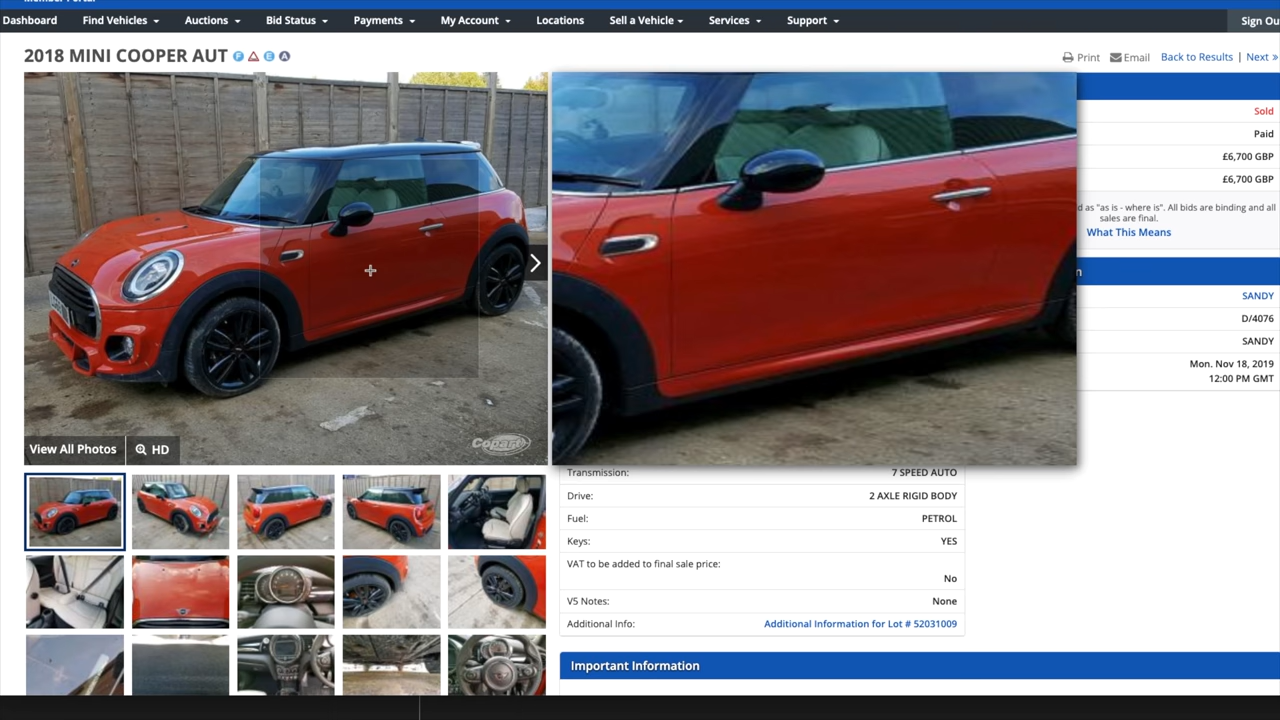 Dashboard Find Vehicles Auctions Bid Status Payments My Account Locations Sell a Vehicle Services Support Sign Ou
2018 MINI COOPER AUT F E A
Print Email Back to Results | Next »
Sold
Paid
£6,700 GBP
£6,700 GBP
d as "as is - where is". All bids are binding and all
sales are final.
What This Means
n
SANDY
D/4076
SANDY
Mon. Nov 18, 2019
12:00 PM GMT
Copart
View All Photos HD
Transmission: 7 SPEED AUTO
Drive: 2 AXLE RIGID BODY
Fuel: PETROL
Keys: YES
VAT to be added to final sale price:
No
V5 Notes: None
Additional Info: Additional Information for Lot # 52031009
Important Information